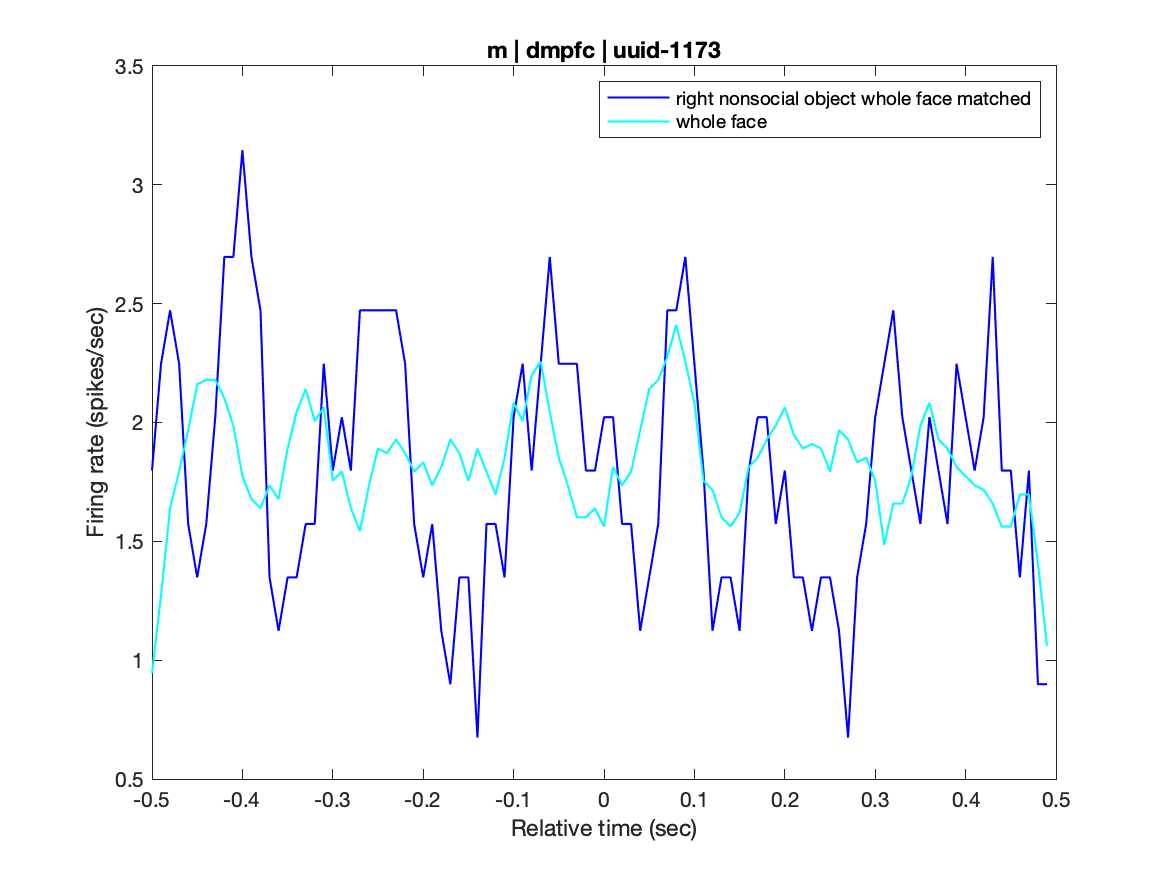 m | dmpfc | uuid-1173
right nonsocial object whole face matched
whole face
Firing rate (spikes/sec)
3.5
3
2.5
2
1.5
1
0.5
-0.5 -0.4 -0.3 -0.2 -0.1 0 0.1 0.2 0.3 0.4 0.5
Relative time (sec)